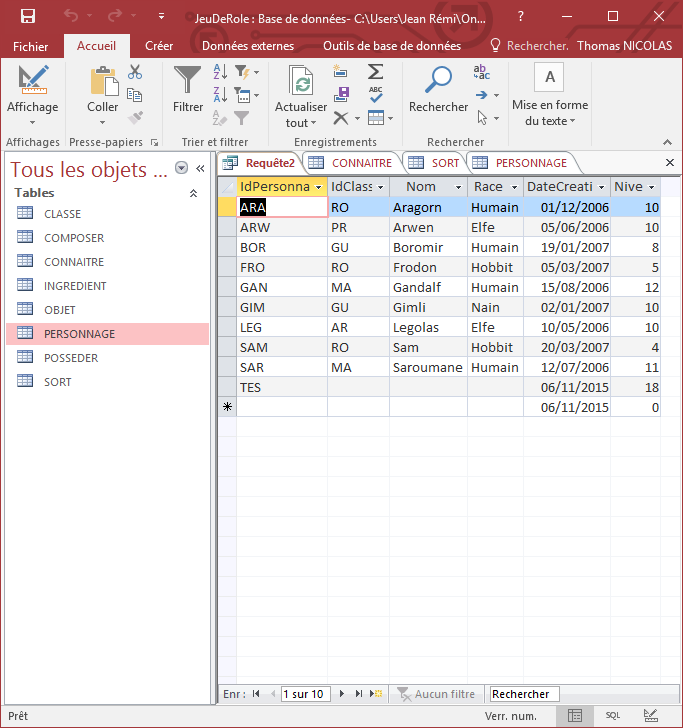 JeuDeRole : Base de données- C:\Users\Jean Rémi\On...
Fichier Accueil Créer Données externes Outils de base de données Rechercher. Thomas NICOLAS
Affichage Coller Filtrer Actualiser tout Rechercher Mise en forme du texte
Affichages Presse-papiers Trier et filtrer Enregistrements Rechercher
Tous les objets ...
Tables
CLASSE
COMPOSER
CONNAITRE
INGREDIENT
OBJET
PERSONNAGE
POSSEDER
SORT
Requête2 CONNAITRE SORT PERSONNAGE
IdPersonna IdClass Nom Race DateCreati Nive
ARA RO Aragorn Humain 01/12/2006 10
ARW PR Arwen Elfe 05/06/2006 10
BOR GU Boromir Humain 19/01/2007 8
FRO RO Frodon Hobbit 05/03/2007 5
GAN MA Gandalf Humain 15/08/2006 12
GIM GU Gimli Nain 02/01/2007 10
LEG AR Legolas Elfe 10/05/2006 10
SAM RO Sam Hobbit 20/03/2007 4
SAR MA Saroumane Humain 12/07/2006 11
TES 06/11/2015 18
06/11/2015 0
Enr : 1 sur 10 Aucun filtre Rechercher
Prêt Verr. num. SQL